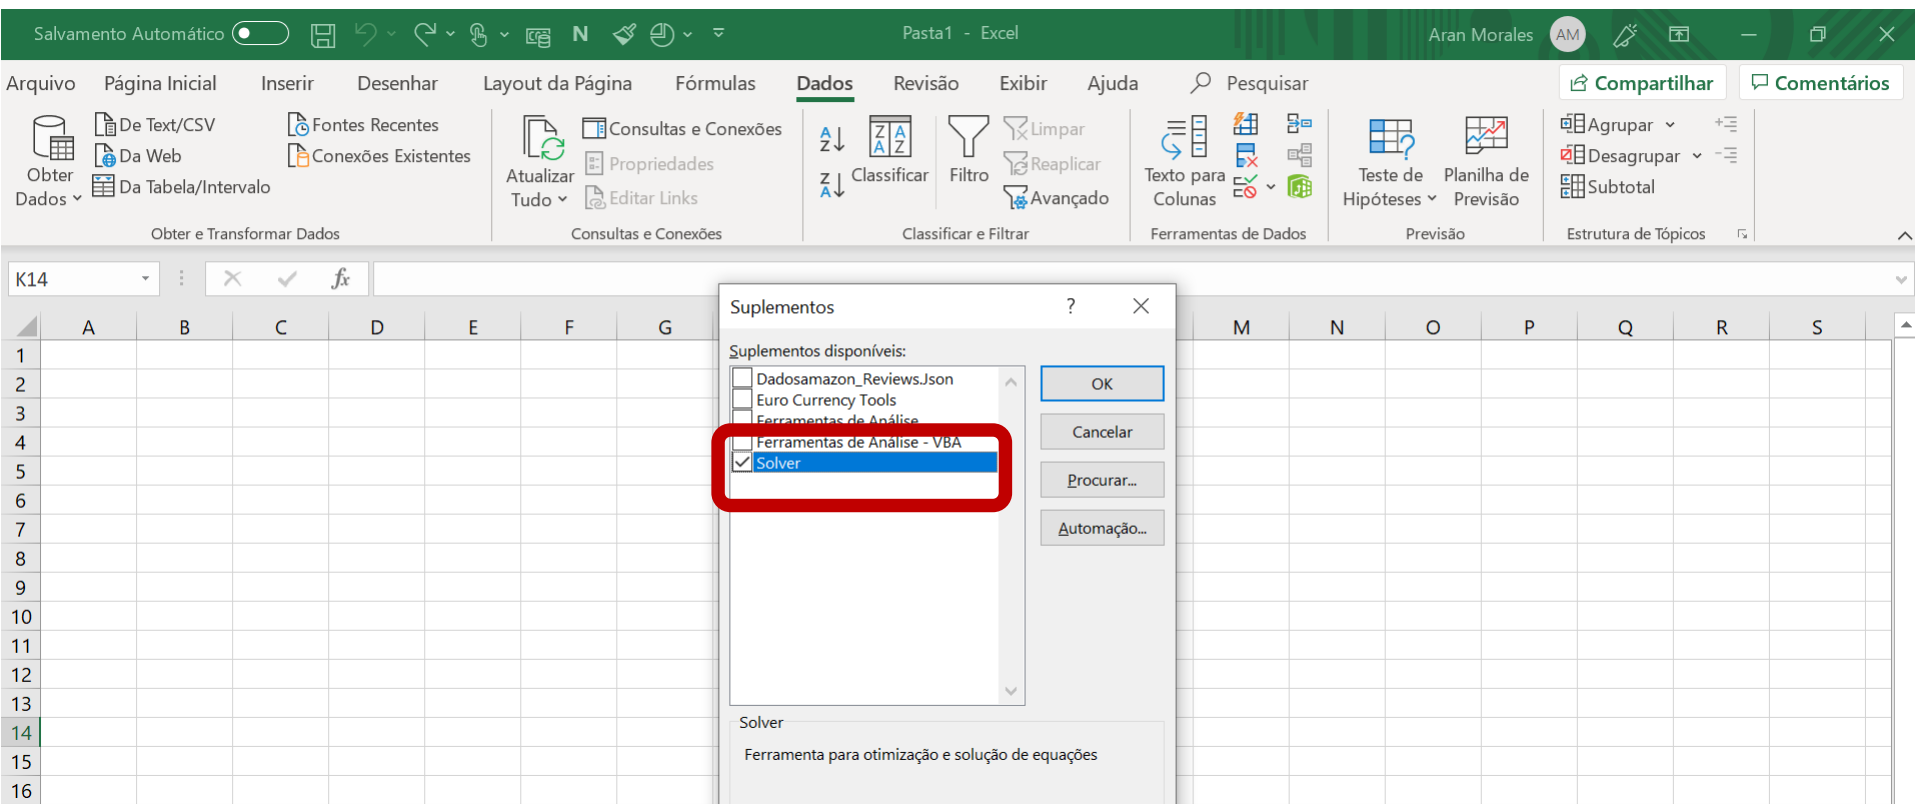 Salvamento Automático
N
Pasta1 - Excel
Aran Morales
AM
Arquivo Página Inicial Inserir Desenhar Layout da Página Fórmulas Dados Revisão Exibir Ajuda Pesquisar Compartilhar Comentários
Obter Dados
De Text/CSV
Da Web
Da Tabela/Intervalo
Fontes Recentes
Conexões Existentes
Obter e Transformar Dados
Atualizar Tudo
Consultas e Conexões
Propriedades
Editar Links
Consultas e Conexões
Classificar
Filtro
Limpar
Reaplicar
Avançado
Classificar e Filtrar
Texto para Colunas
Ferramentas de Dados
Teste de Hipóteses
Planilha de Previsão
Previsão
Agrupar
Desagrupar
Subtotal
Estrutura de Tópicos
K14
fx
A B C D E F G M N O P Q R S
1
2
3
4
5
6
7
8
9
10
11
12
13
14
15
16
Suplementos ?
Suplementos disponíveis:
Dadosamazon_Reviews.Json
Euro Currency Tools
Ferramentas de Análise
Ferramentas de Análise - VBA
Solver
OK
Cancelar
Procurar...
Automação...
Solver
Ferramenta para otimização e solução de equações